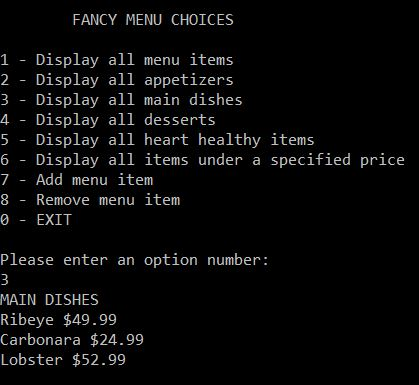 FANCY MENU CHOICES
1 - Display all menu items
2 - Display all appetizers
3 - Display all main dishes
4 - Display all desserts
5 - Display all heart healthy items
6 - Display all items under a specified price
7 - Add menu item
8 - Remove menu item
0 - EXIT
Please enter an option number:
3
MAIN DISHES
Ribeye $49.99
Carbonara $24.99
Lobster $52.99